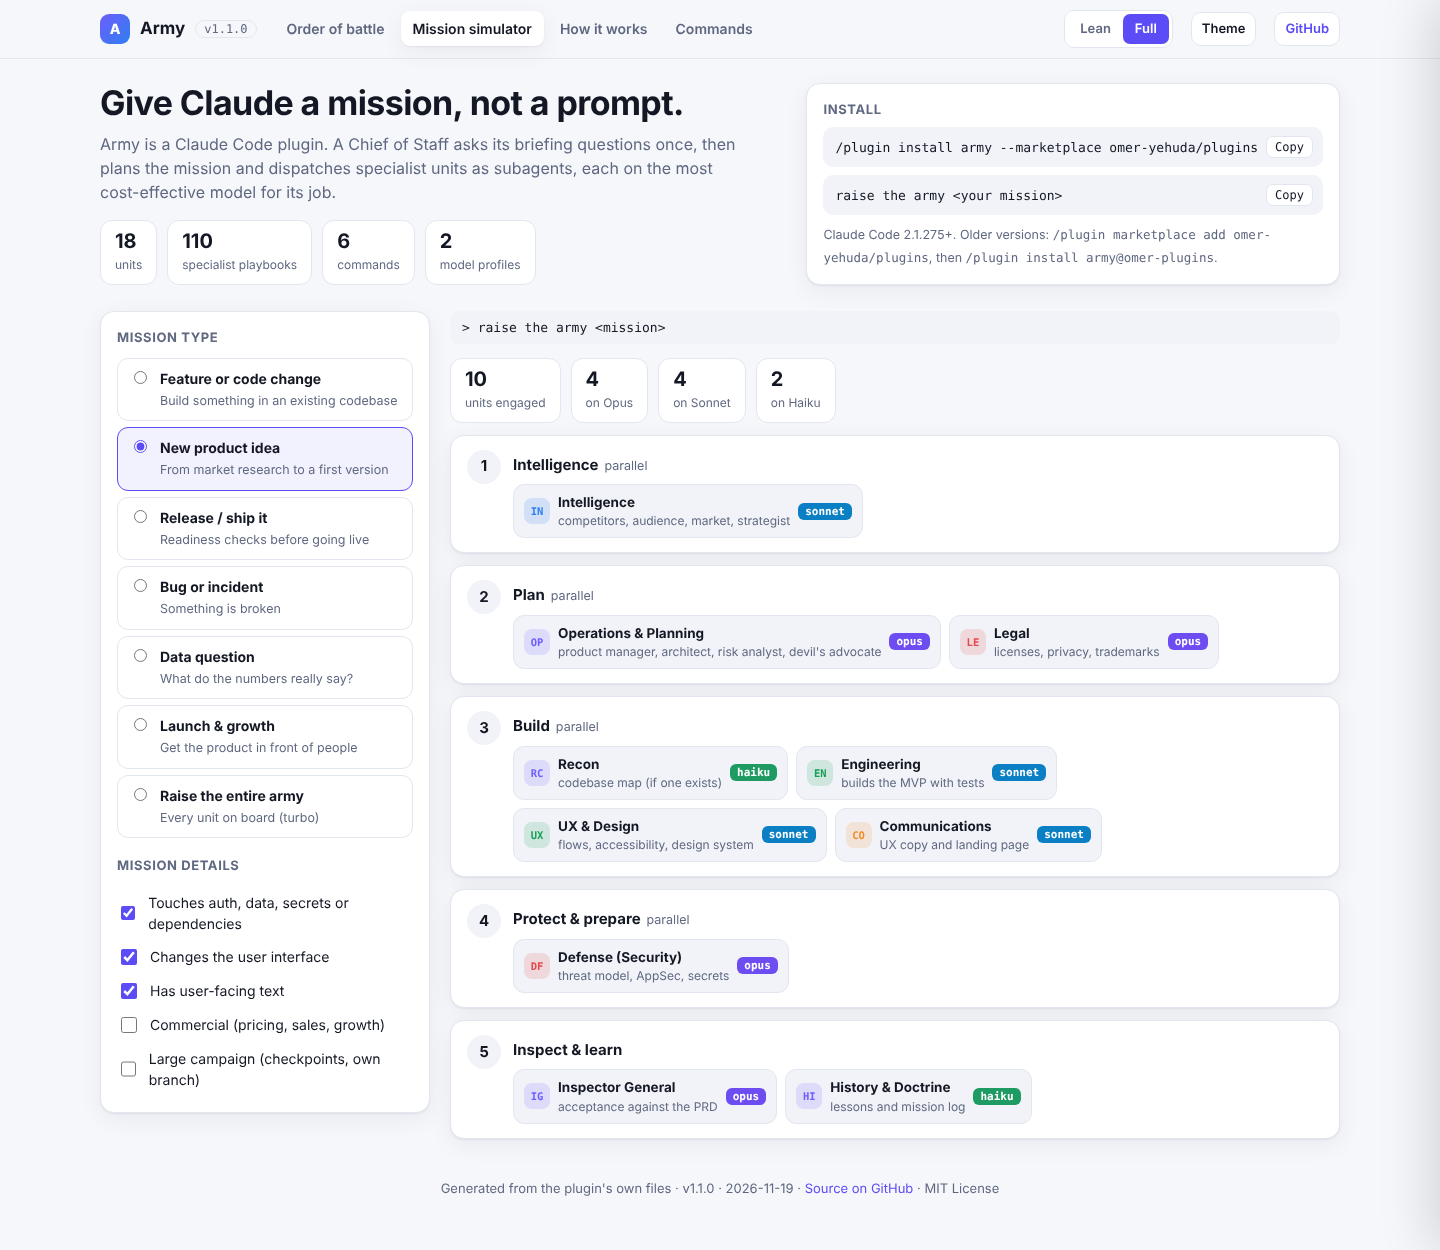 A Army v1.1.0 Order of battle Mission simulator How it works Commands Lean Full Theme GitHub
Give Claude a mission, not a prompt.
Army is a Claude Code plugin. A Chief of Staff asks its briefing questions once, then
plans the mission and dispatches specialist units as subagents, each on the most
cost-effective model for its job.
18
units
110
specialist playbooks
6
commands
2
model profiles
INSTALL
/plugin install army --marketplace omer-yehuda/plugins Copy
raise the army <your mission> Copy
Claude Code 2.1.275+. Older versions: /plugin marketplace add omer-
yehuda/plugins, then /plugin install army@omer-plugins.
MISSION TYPE
Feature or code change
Build something in an existing codebase
New product idea
From market research to a first version
Release / ship it
Readiness checks before going live
Bug or incident
Something is broken
Data question
What do the numbers really say?
Launch & growth
Get the product in front of people
Raise the entire army
Every unit on board (turbo)
MISSION DETAILS
Touches auth, data, secrets or
dependencies
Changes the user interface
Has user-facing text
Commercial (pricing, sales, growth)
Large campaign (checkpoints, own
branch)
> raise the army <mission>
10
units engaged
4
on Opus
4
on Sonnet
2
on Haiku
1 Intelligence parallel
IN Intelligence sonnet
competitors, audience, market, strategist
2 Plan parallel
OP Operations & Planning opus
product manager, architect, risk analyst, devil's advocate
LE Legal opus
licenses, privacy, trademarks
3 Build parallel
RC Recon haiku
codebase map (if one exists)
EN Engineering sonnet
builds the MVP with tests
UX UX & Design sonnet
flows, accessibility, design system
CO Communications sonnet
UX copy and landing page
4 Protect & prepare parallel
DF Defense (Security) opus
threat model, AppSec, secrets
5 Inspect & learn
IG Inspector General opus
acceptance against the PRD
HI History & Doctrine haiku
lessons and mission log
Generated from the plugin's own files · v1.1.0 · 2026-11-19 · Source on GitHub · MIT License